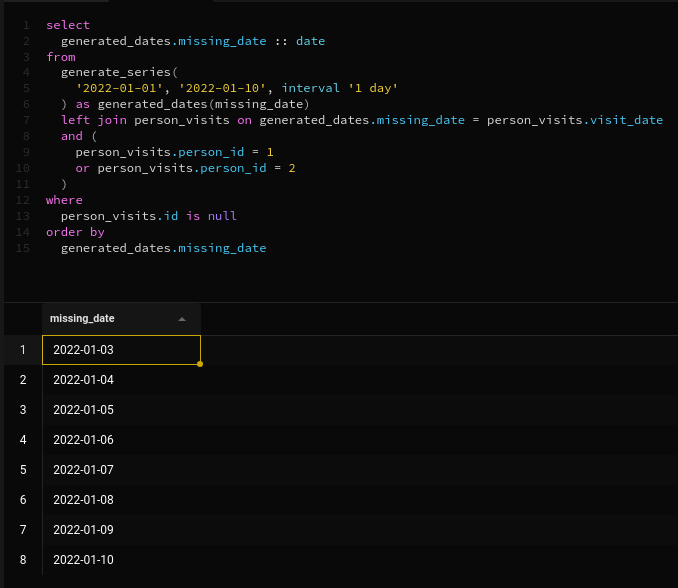 1 select
2   generated_dates.missing_date :: date
3 from
4   generate_series(
5     '2022-01-01', '2022-01-10', interval '1 day'
6   ) as generated_dates(missing_date)
7   left join person_visits on generated_dates.missing_date = person_visits.visit_date
8   and (
9     person_visits.person_id = 1
10     or person_visits.person_id = 2
11   )
12 where
13   person_visits.id is null
14 order by
15   generated_dates.missing_date
missing_date
1 2022-01-03
2 2022-01-04
3 2022-01-05
4 2022-01-06
5 2022-01-07
6 2022-01-08
7 2022-01-09
8 2022-01-10